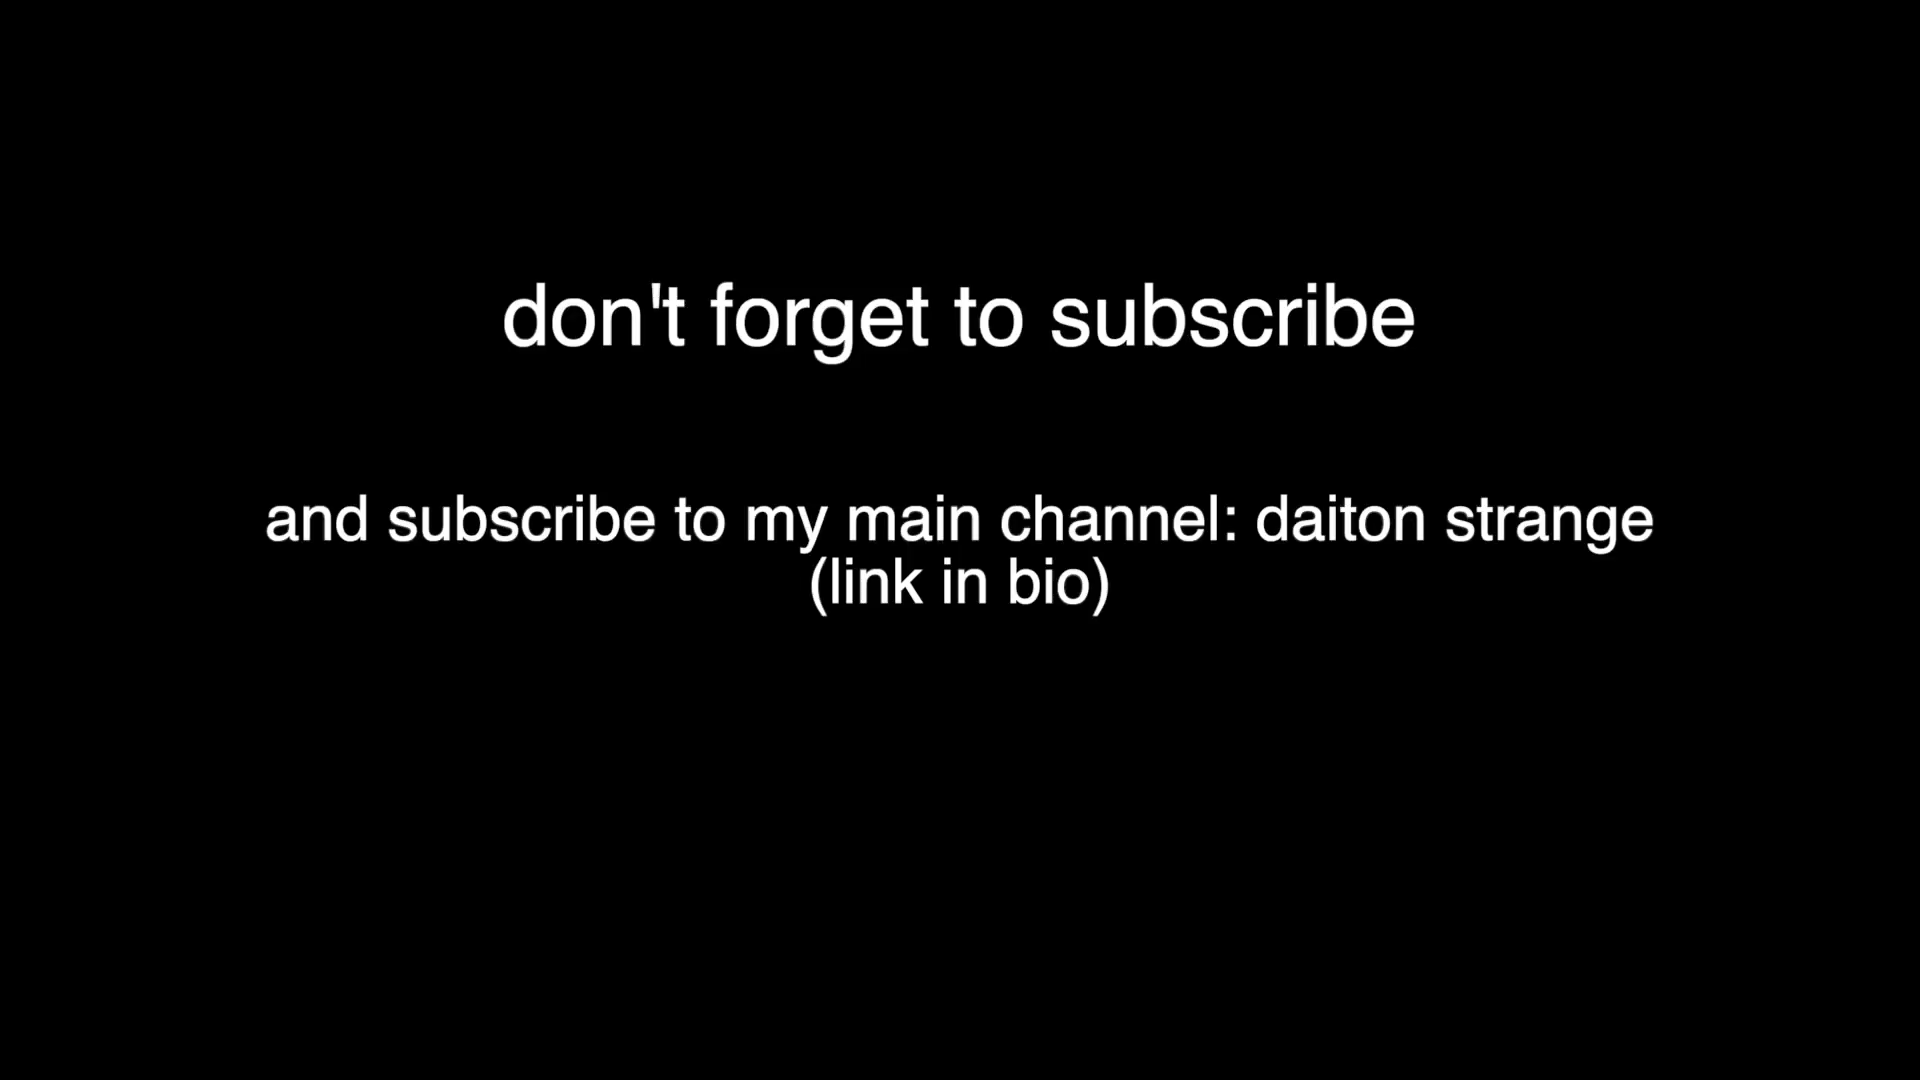 don't forget to subscribe
and subscribe to my main channel: daiton strange
(link in bio)